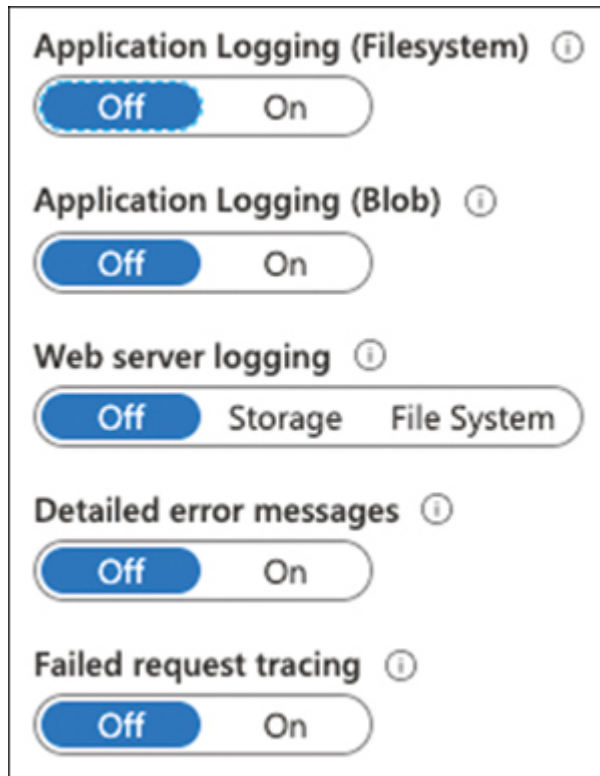 Application Logging (Filesystem)
Off On
Application Logging (Blob)
Off On
Web server logging
Off Storage File System
Detailed error messages
Off On
Failed request tracing
Off On